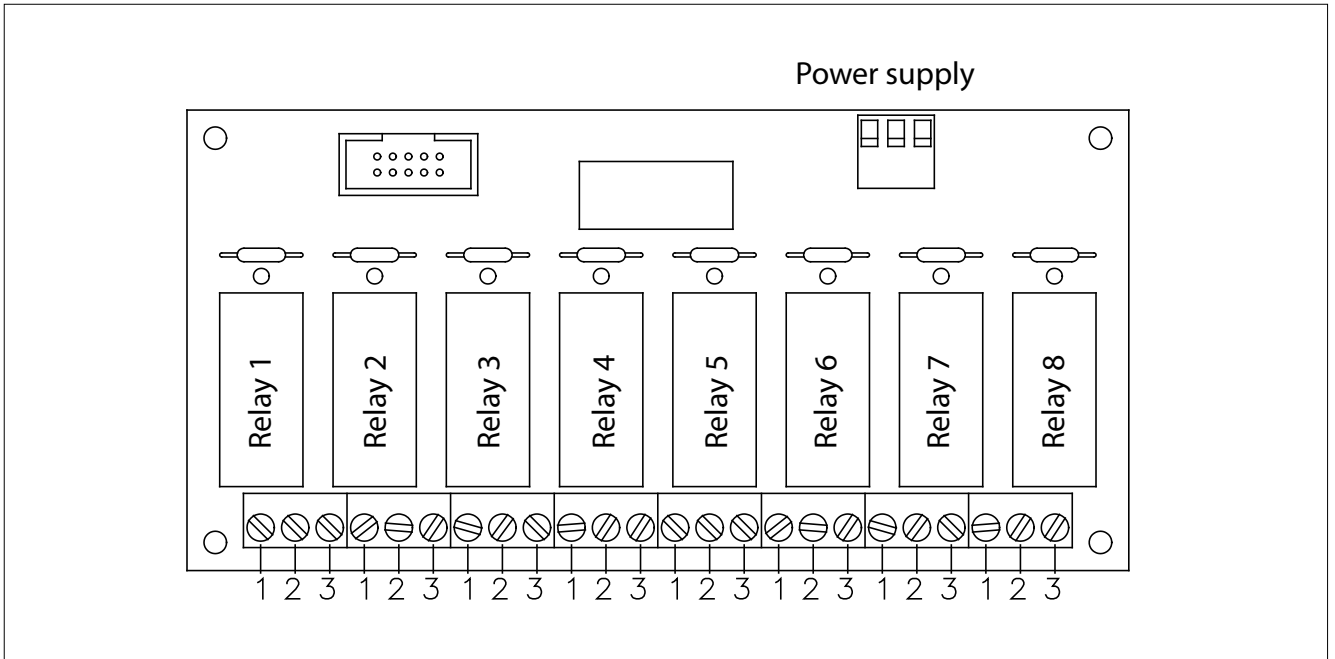 Power supply
Relay 1
Relay 2
Relay 3
Relay 4
Relay 5
Relay 6
Relay 7
Relay 8
1 2 3 1 2 3 1 2 3 1 2 3 1 2 3 1 2 3 1 2 3 1 2 3